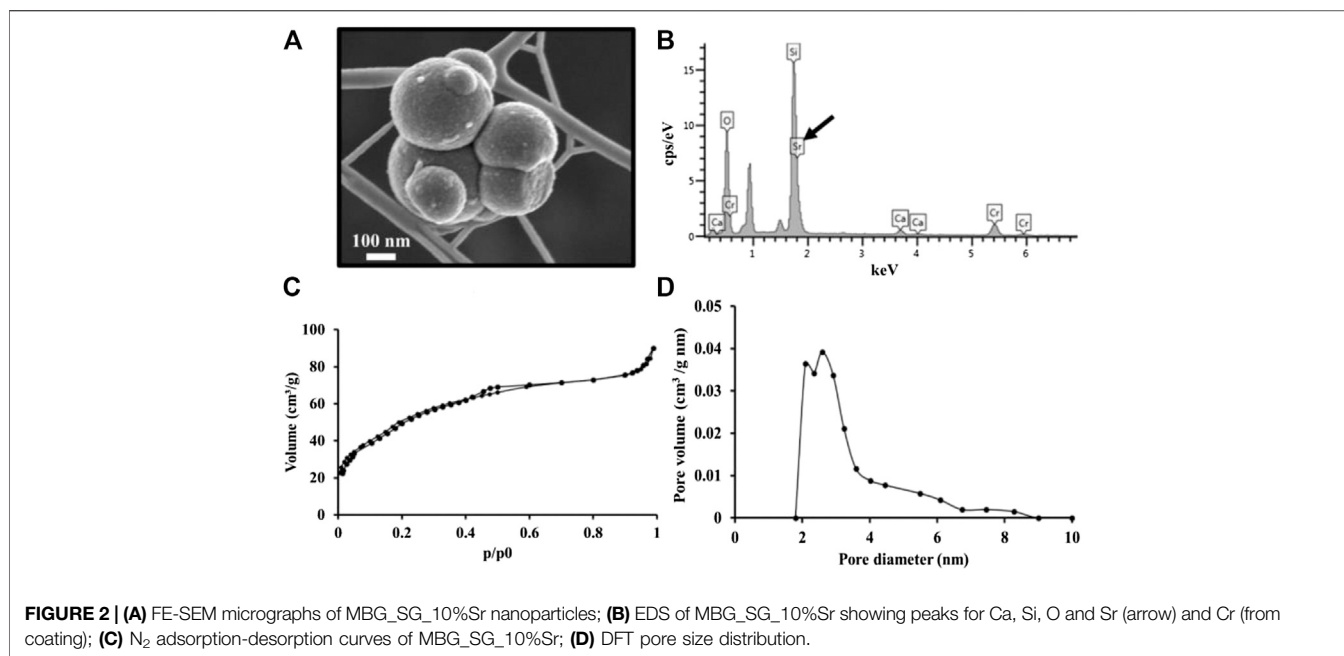 A
100 nm
B
cps/eV
15
10
5
0
Si
O
Sr
Cr
Ca
Ca
Ca
Cr
Cr
1 2 3 4 5 6
keV
C
Volume (cm³/g)
100
80
60
40
20
0
0 0.2 0.4 0.6 0.8 1
p/p0
D
Pore volume (cm³ /g nm)
0.05
0.04
0.03
0.02
0.01
0
0 2 4 6 8 10
Pore diameter (nm)
FIGURE 2 | (A) FE-SEM micrographs of MBG_SG_10%Sr nanoparticles; (B) EDS of MBG_SG_10%Sr showing peaks for Ca, Si, O and Sr (arrow) and Cr (from
coating); (C) N₂ adsorption-desorption curves of MBG_SG_10%Sr; (D) DFT pore size distribution.